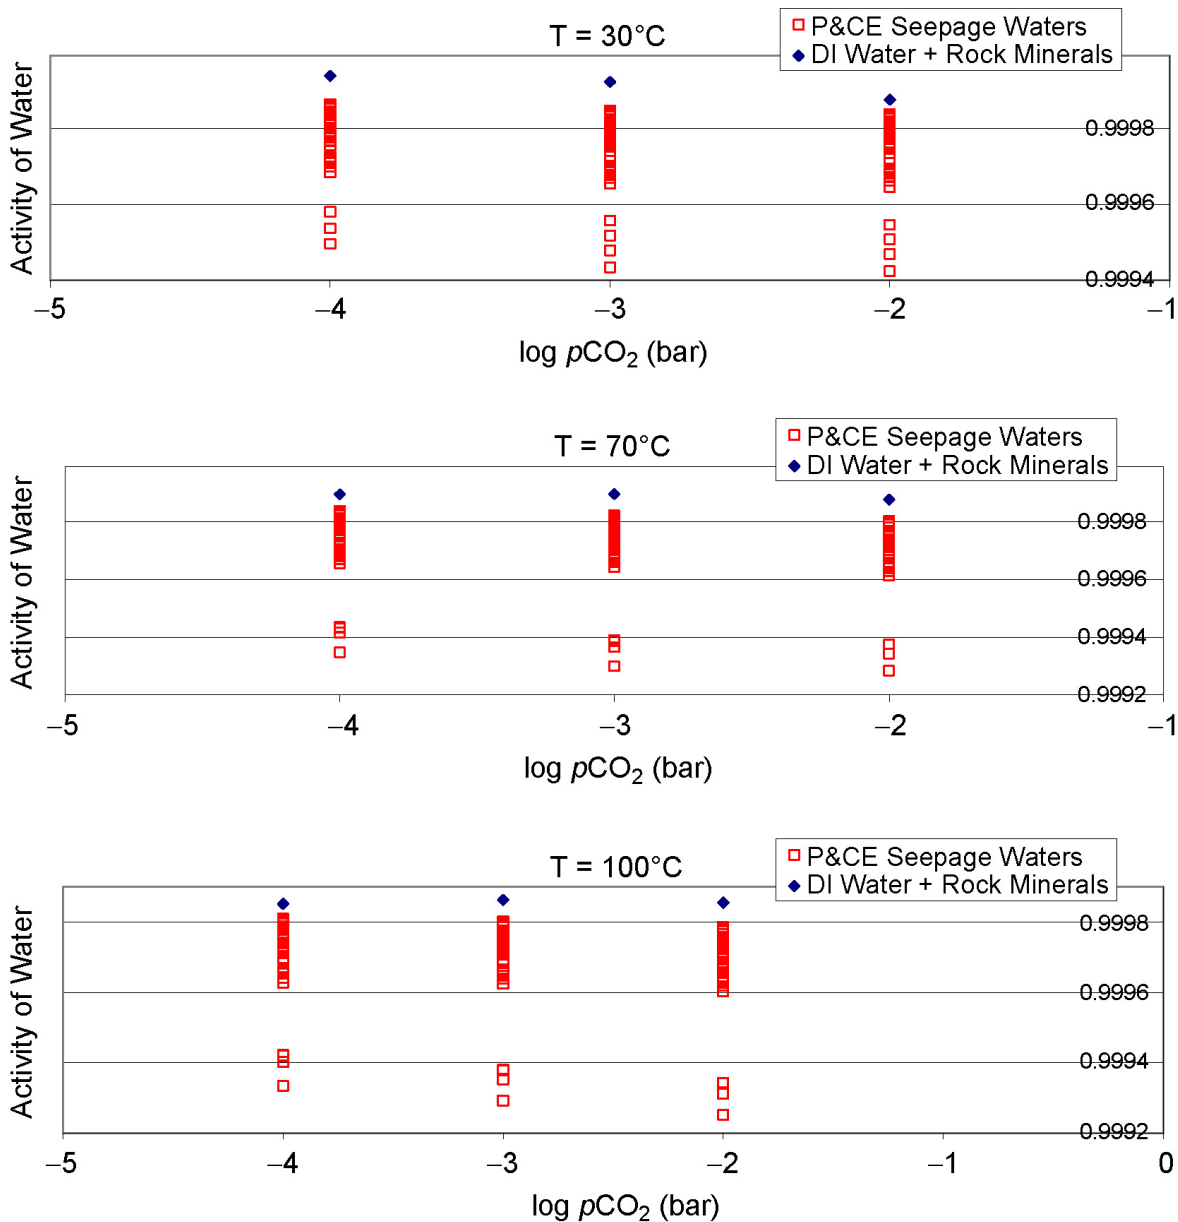 T = 30°C
P&CE Seepage Waters
DI Water + Rock Minerals
Activity of Water
0.9998
0.9996
0.9994
−5 −4 −3 −2 −1
log pCO₂ (bar)
T = 70°C
P&CE Seepage Waters
DI Water + Rock Minerals
Activity of Water
0.9998
0.9996
0.9994
0.9992
−5 −4 −3 −2 −1
log pCO₂ (bar)
T = 100°C
P&CE Seepage Waters
DI Water + Rock Minerals
Activity of Water
0.9998
0.9996
0.9994
0.9992
−5 −4 −3 −2 −1 0
log pCO₂ (bar)